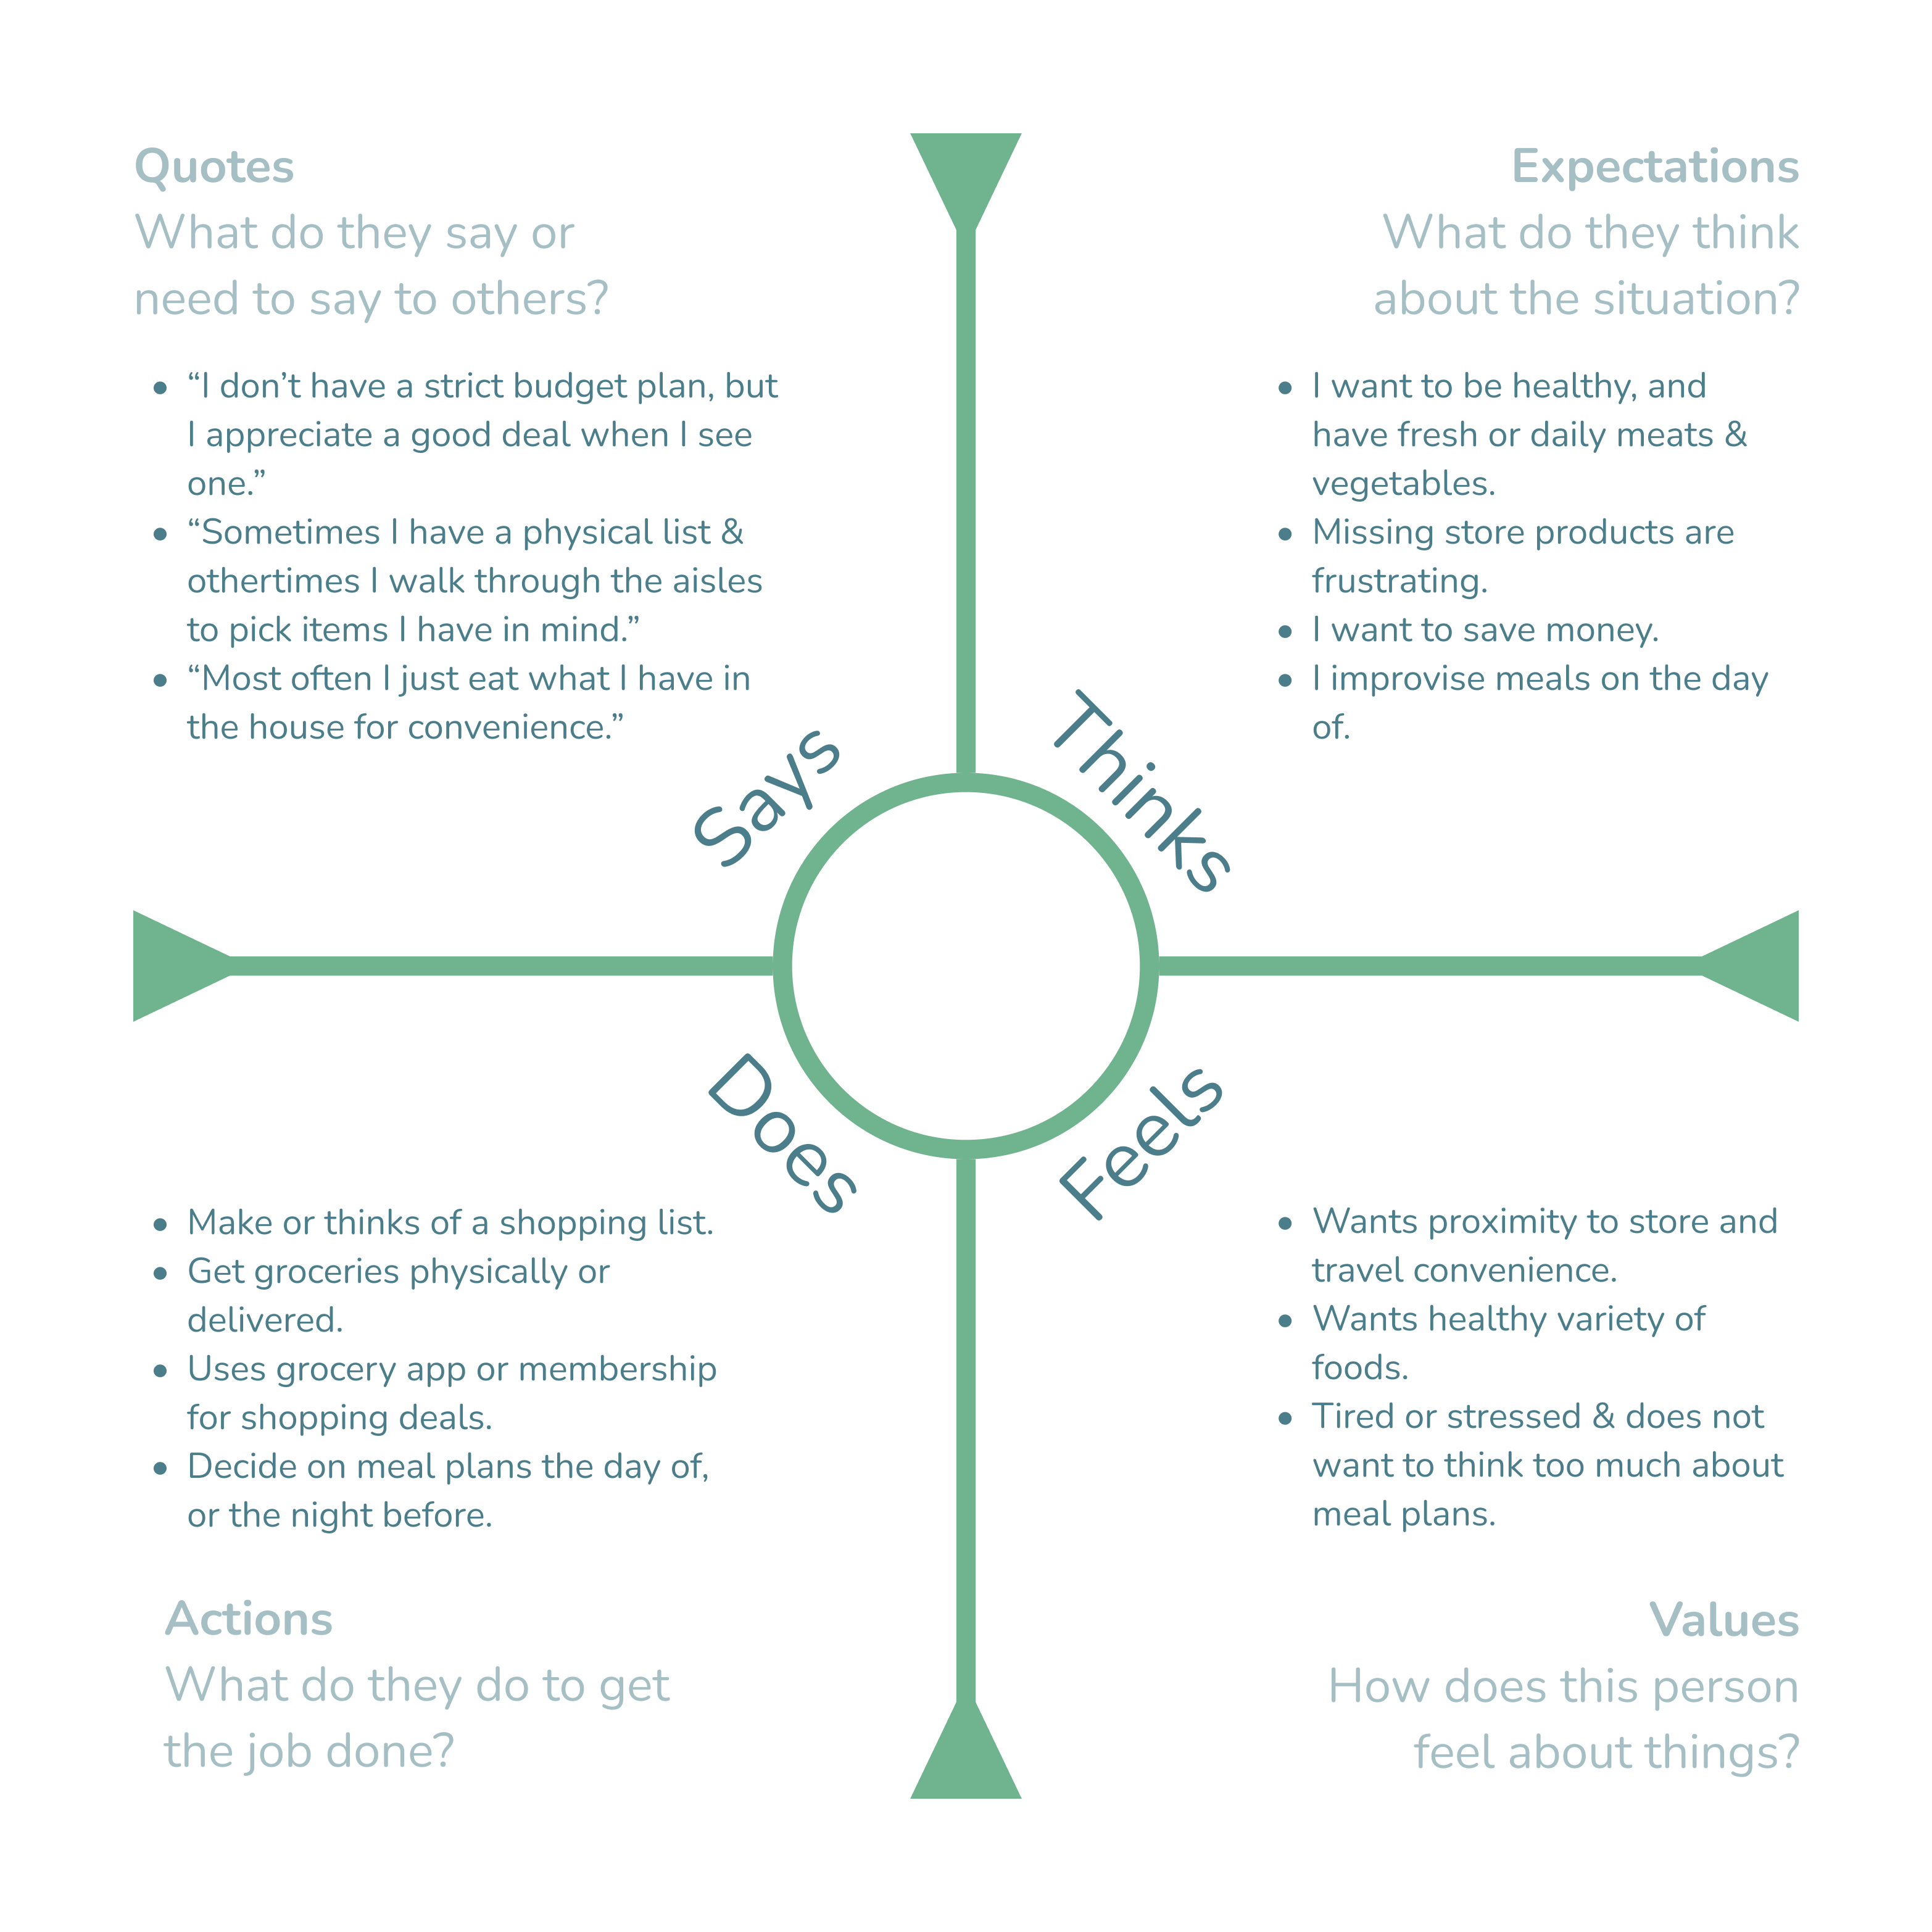 Quotes
What do they say or
need to say to others?
• “I don’t have a strict budget plan, but
I appreciate a good deal when I see
one.”
• “Sometimes I have a physical list &
othertimes I walk through the aisles
to pick items I have in mind.”
• “Most often I just eat what I have in
the house for convenience.”
Says
Expectations
What do they think
about the situation?
• I want to be healthy, and
have fresh or daily meats &
vegetables.
• Missing store products are
frustrating.
• I want to save money.
• I improvise meals on the day
of.
Thinks
Does
• Make or thinks of a shopping list.
• Get groceries physically or
delivered.
• Uses grocery app or membership
for shopping deals.
• Decide on meal plans the day of,
or the night before.
Actions
What do they do to get
the job done?
Feels
• Wants proximity to store and
travel convenience.
• Wants healthy variety of
foods.
• Tired or stressed & does not
want to think too much about
meal plans.
Values
How does this person
feel about things?